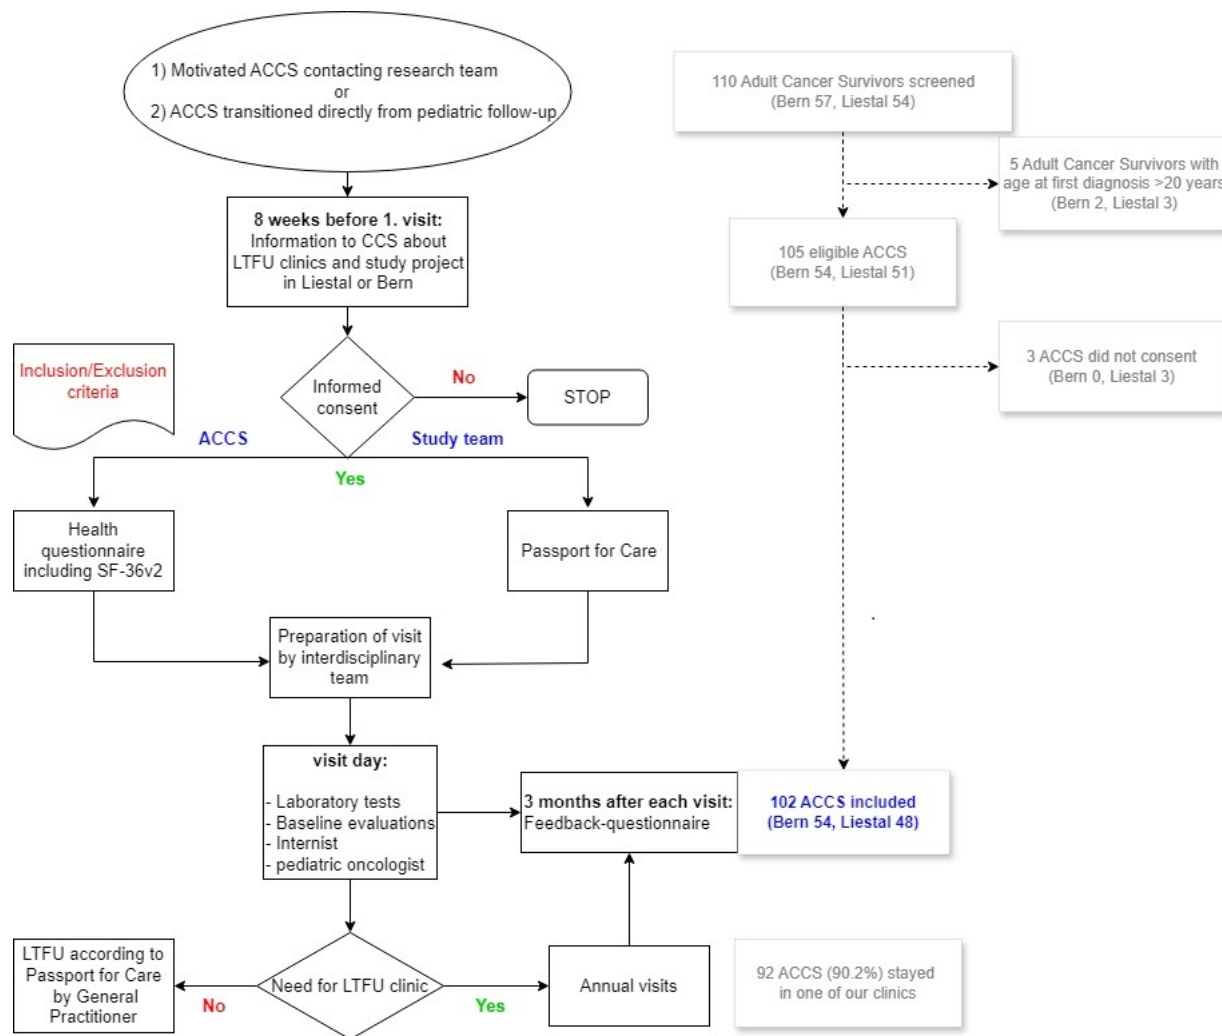 1) Motivated ACCS contacting research team
or
2) ACCS transitioned directly from pediatric follow-up
8 weeks before 1. visit:
Information to CCS about
LTFU clinics and study project
in Liestal or Bern
Inclusion/Exclusion
criteria
Informed
consent
No
STOP
ACCS
Study team
Yes
Health
questionnaire
including SF-36v2
Passport for Care
Preparation of visit
by interdisciplinary
team
visit day:
- Laboratory tests
- Baseline evaluations
- Internist
- pediatric oncologist
3 months after each visit:
Feedback-questionnaire
LTFU according to
Passport for Care
by General
Practitioner
No
Need for LTFU clinic
Yes
Annual visits
110 Adult Cancer Survivors screened
(Bern 57, Liestal 54)
5 Adult Cancer Survivors with
age at first diagnosis >20 years
(Bern 2, Liestal 3)
105 eligible ACCS
(Bern 54, Liestal 51)
3 ACCS did not consent
(Bern 0, Liestal 3)
102 ACCS included
(Bern 54, Liestal 48)
92 ACCS (90.2%) stayed
in one of our clinics